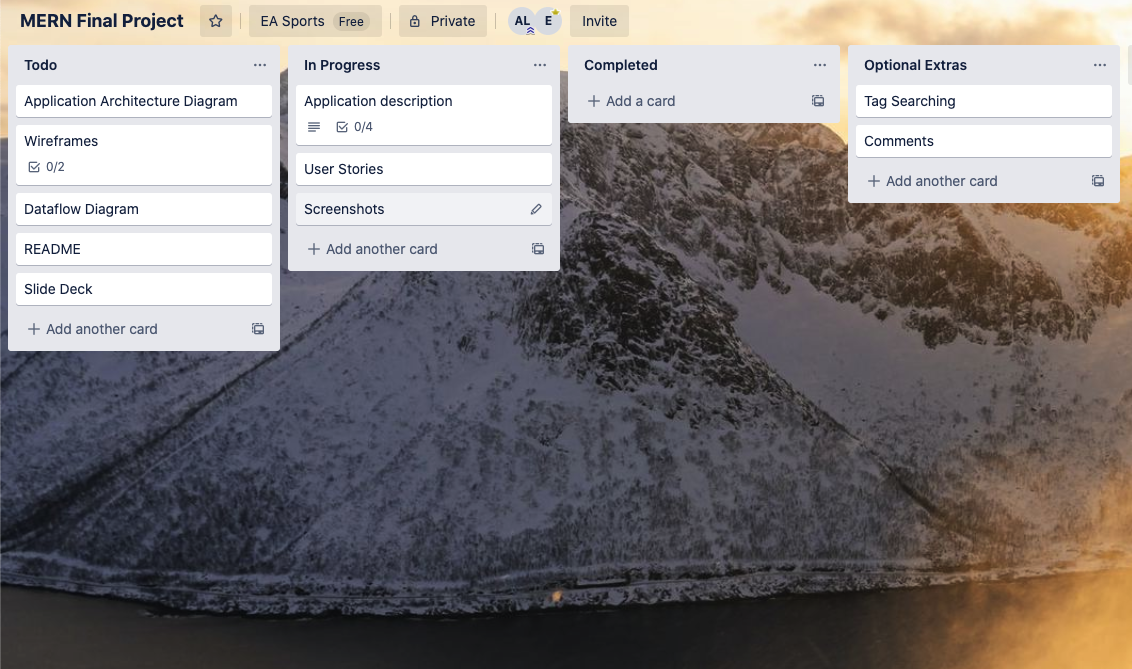 MERN Final Project
EA Sports Free
Private
AL E
Invite
Todo
Application Architecture Diagram
Wireframes
0/2
Dataflow Diagram
README
Slide Deck
Add another card
In Progress
Application description
0/4
User Stories
Screenshots
Add another card
Completed
Add a card
Optional Extras
Tag Searching
Comments
Add another card